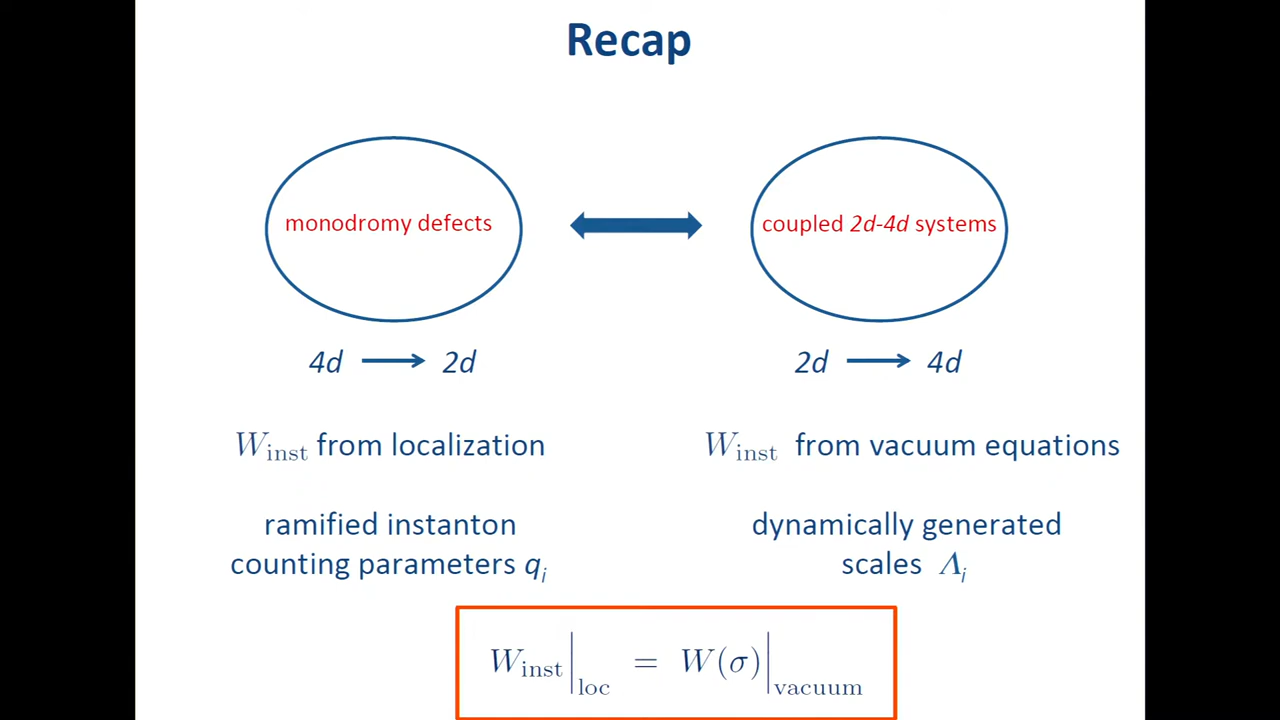 Recap
monodromy defects
coupled 2d-4d systems
4d ⟶ 2d
2d ⟶ 4d
W_inst from localization
W_inst from vacuum equations
ramified instanton
counting parameters q_i
dynamically generated
scales Λ_i
W_inst|_loc = W(σ)|_vacuum